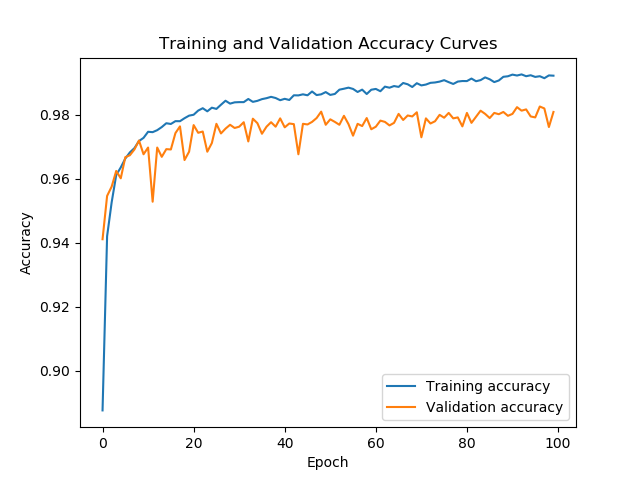 Training and Validation Accuracy Curves
0.98
0.96
0.94
0.92
0.90
Accuracy
Training accuracy
Validation accuracy
0 20 40 60 80 100
Epoch